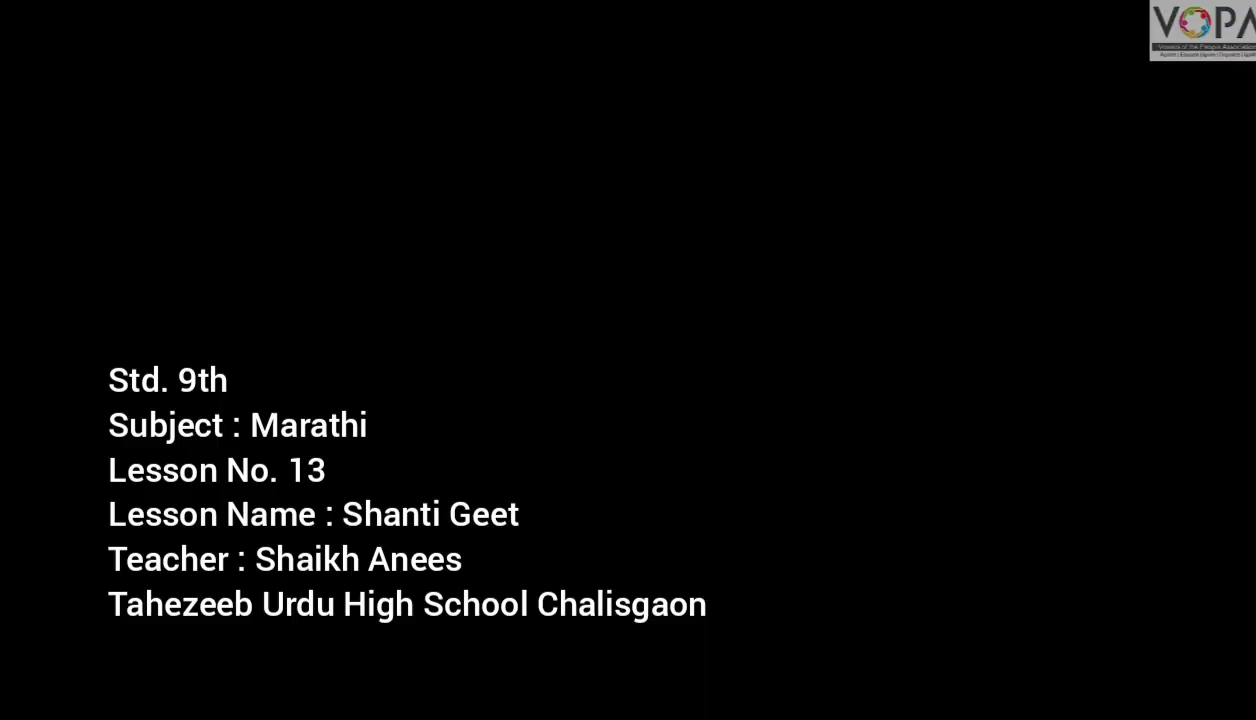 VOPA
Std. 9th
Subject : Marathi
Lesson No. 13
Lesson Name : Shanti Geet
Teacher : Shaikh Anees
Tahezeeb Urdu High School Chalisgaon